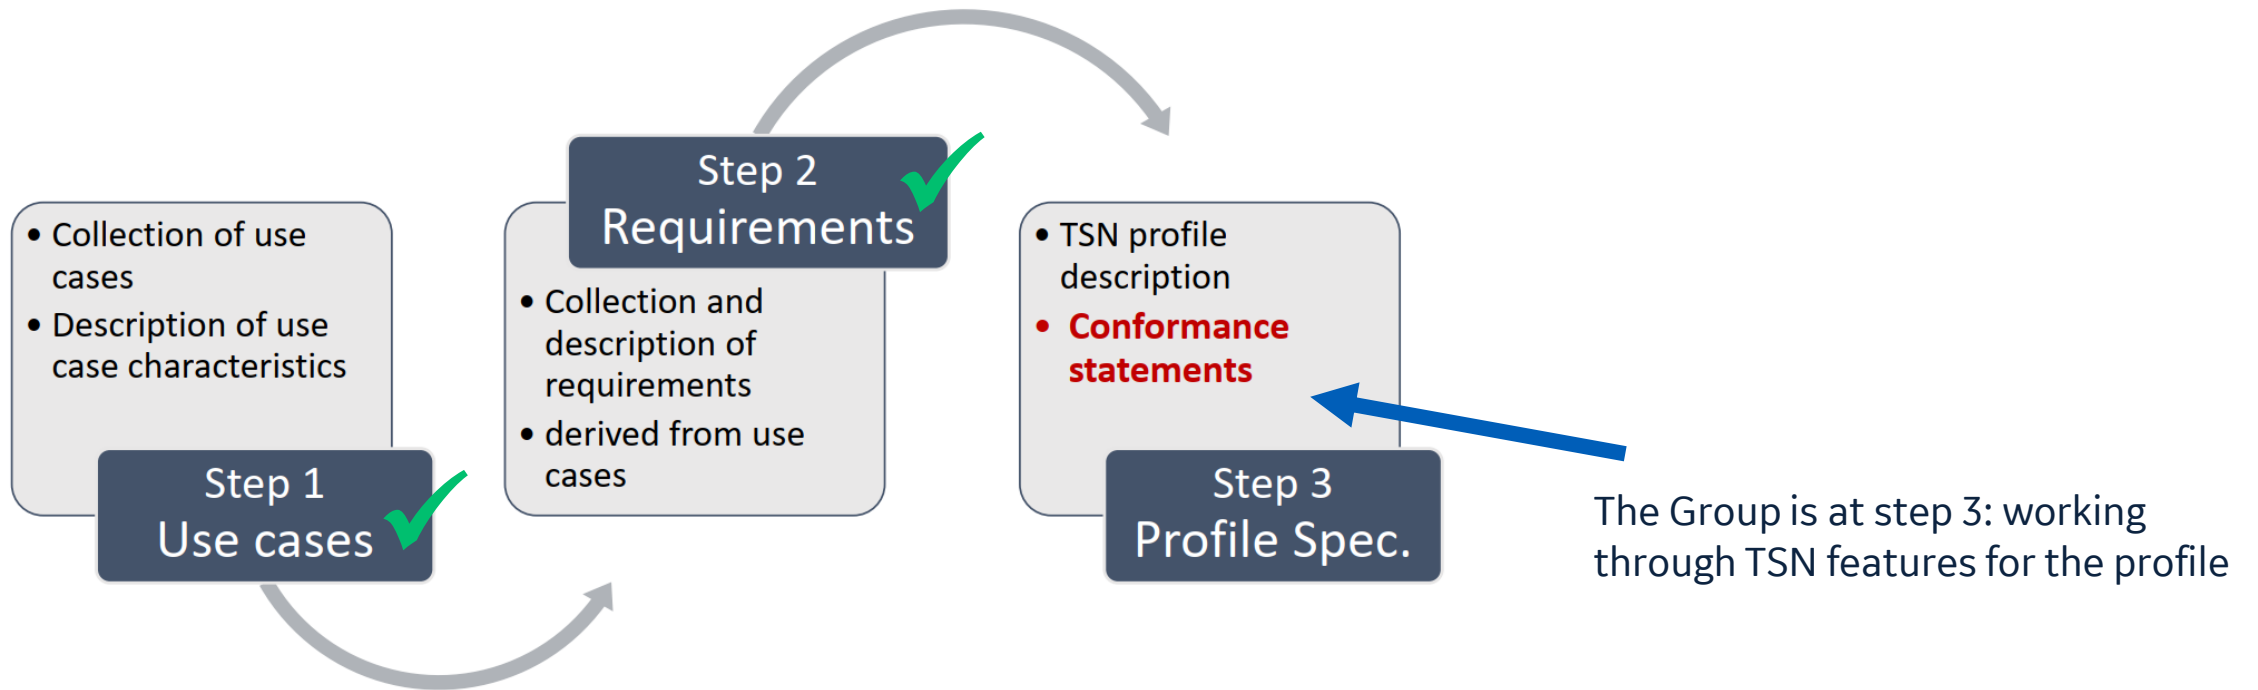 • Collection of use
cases
• Description of use
case characteristics
Step 1
Use cases
Step 2
Requirements
• Collection and
description of
requirements
• derived from use
cases
• TSN profile
description
• Conformance
statements
Step 3
Profile Spec.
The Group is at step 3: working
through TSN features for the profile